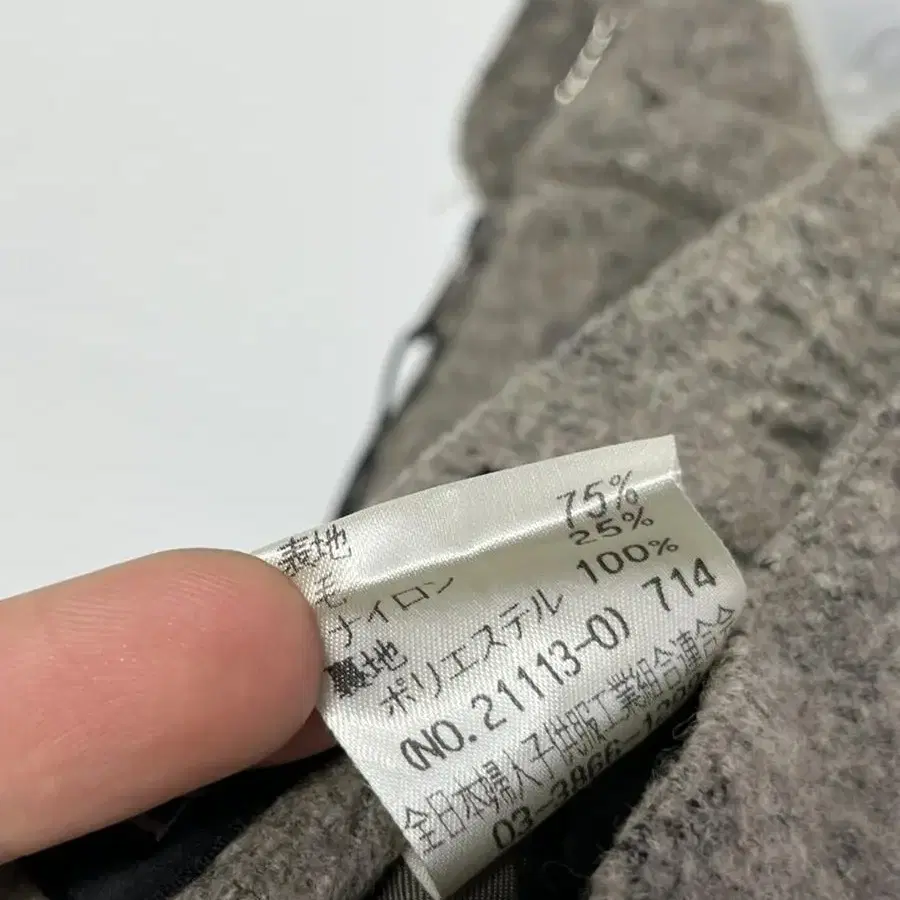 表地
毛 75%
ナイロン 25%
裏地
ポリエステル 100%
(NO.21113-0) 714
全日本婦人子供服工業組合連合会
03-3866-